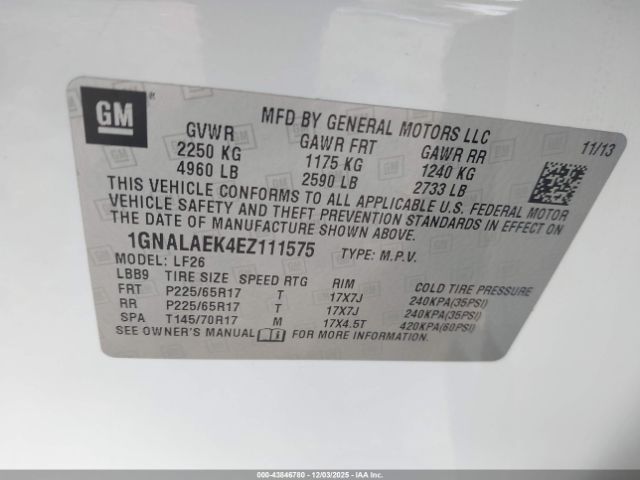 GM
MFD BY GENERAL MOTORS LLC
11/13
GVWR GAWR FRT GAWR RR
2250 KG 1175 KG 1240 KG
4960 LB 2590 LB 2733 LB
THIS VEHICLE CONFORMS TO ALL APPLICABLE U.S. FEDERAL MOTOR
VEHICLE SAFETY AND THEFT PREVENTION STANDARDS IN EFFECT ON
THE DATE OF MANUFACTURE SHOWN ABOVE.
1GNALAEK4EZ111575 TYPE: M.P.V.
MODEL: LF26
LBB9 TIRE SIZE SPEED RTG RIM COLD TIRE PRESSURE
FRT P225/65R17 T 17X7J 240KPA(35PSI)
RR P225/65R17 T 17X7J 240KPA(35PSI)
SPA T145/70R17 M 17X4.5T 420KPA(60PSI)
SEE OWNER'S MANUAL FOR MORE INFORMATION.
000-43846780 - 12/03/2025 - IAA.com